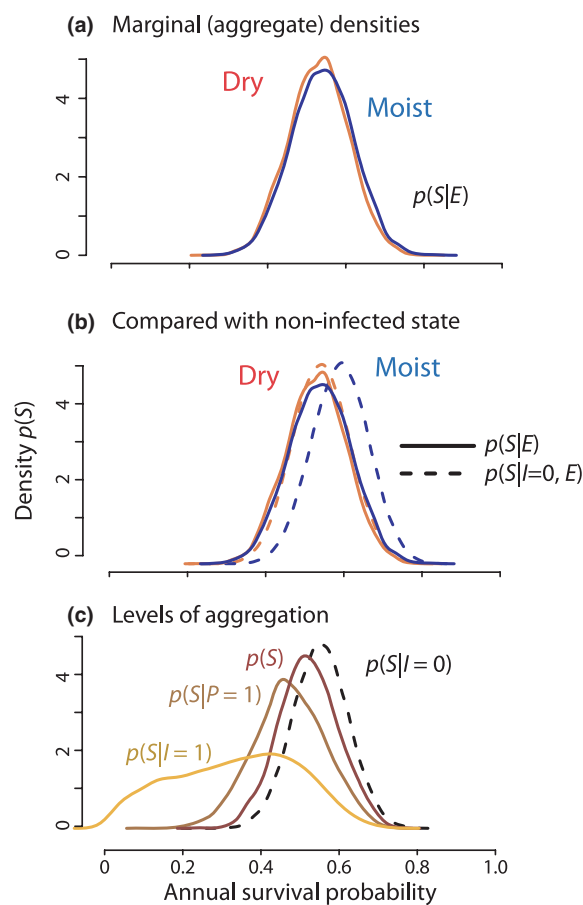 (a) Marginal (aggregate) densities
4
2
0
Dry
Moist
p(S|E)
(b) Compared with non-infected state
4
2
0
Dry
Moist
p(S|E)
p(S|I=0, E)
Density p(S)
(c) Levels of aggregation
4
2
0
p(S)
p(S|I = 0)
p(S|P = 1)
p(S|I = 1)
0 0.2 0.4 0.6 0.8 1.0
Annual survival probability